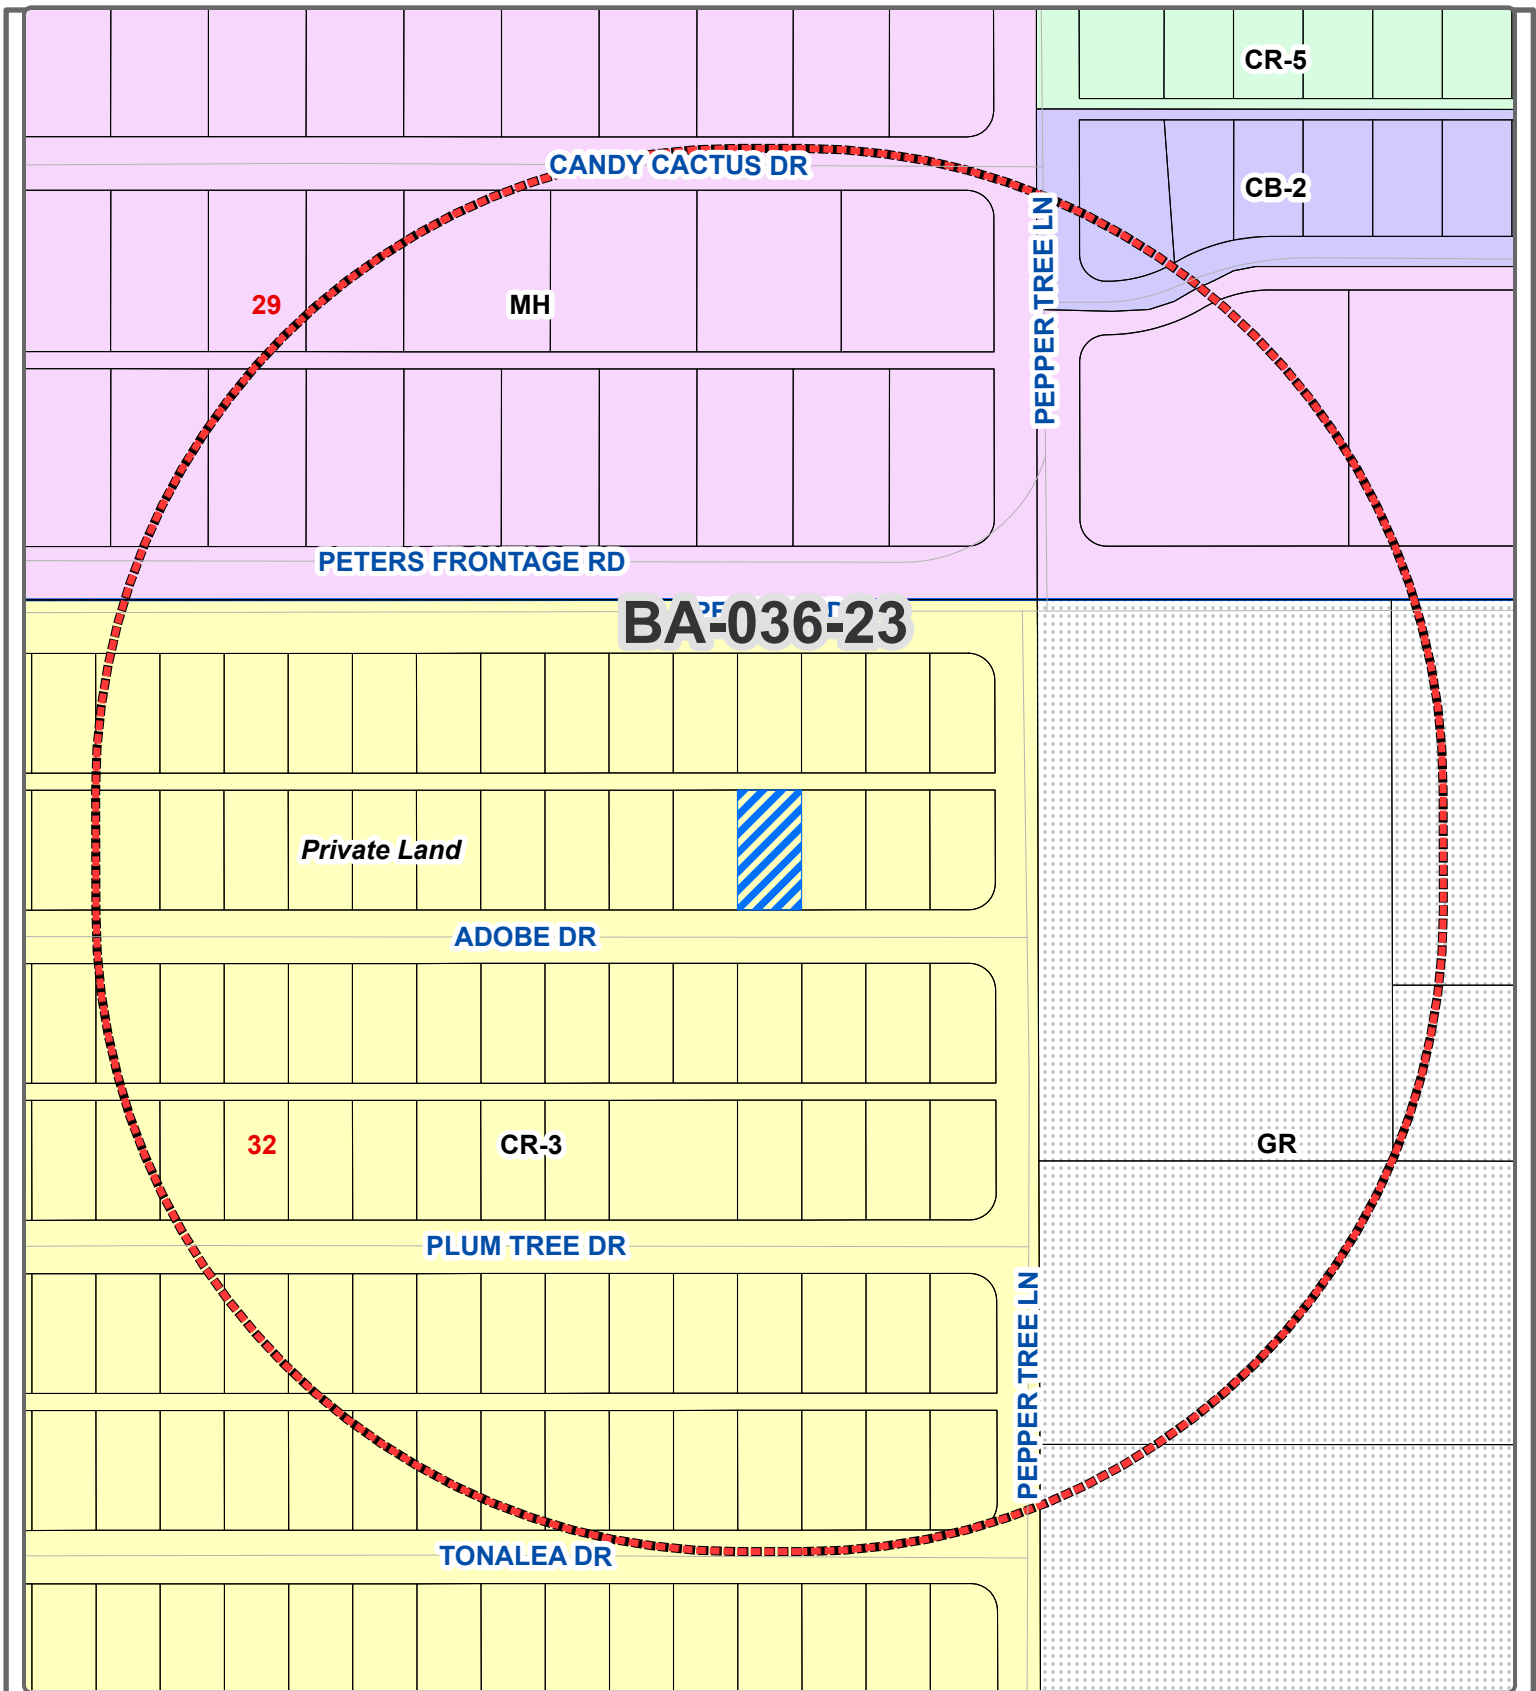 CR-5
CANDY CACTUS DR
CB-2
PEPPER TREE LN
29
MH
PETERS FRONTAGE RD
BA-036-23
Private Land
ADOBE DR
32
CR-3
GR
PLUM TREE DR
PEPPER TREE LN
TONALEA DR